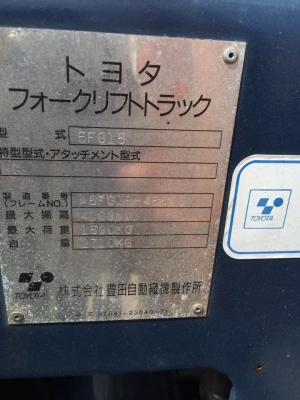 トヨタ
フォークリフトトラック
型 式 5FG15
特型型式・アタッチメント型式
製造番号
(フレームNO.)
最大揚高
最大荷重
自 重 2710KG
TOYOTA 株式会社豊田自動織機製作所
TOYOTA